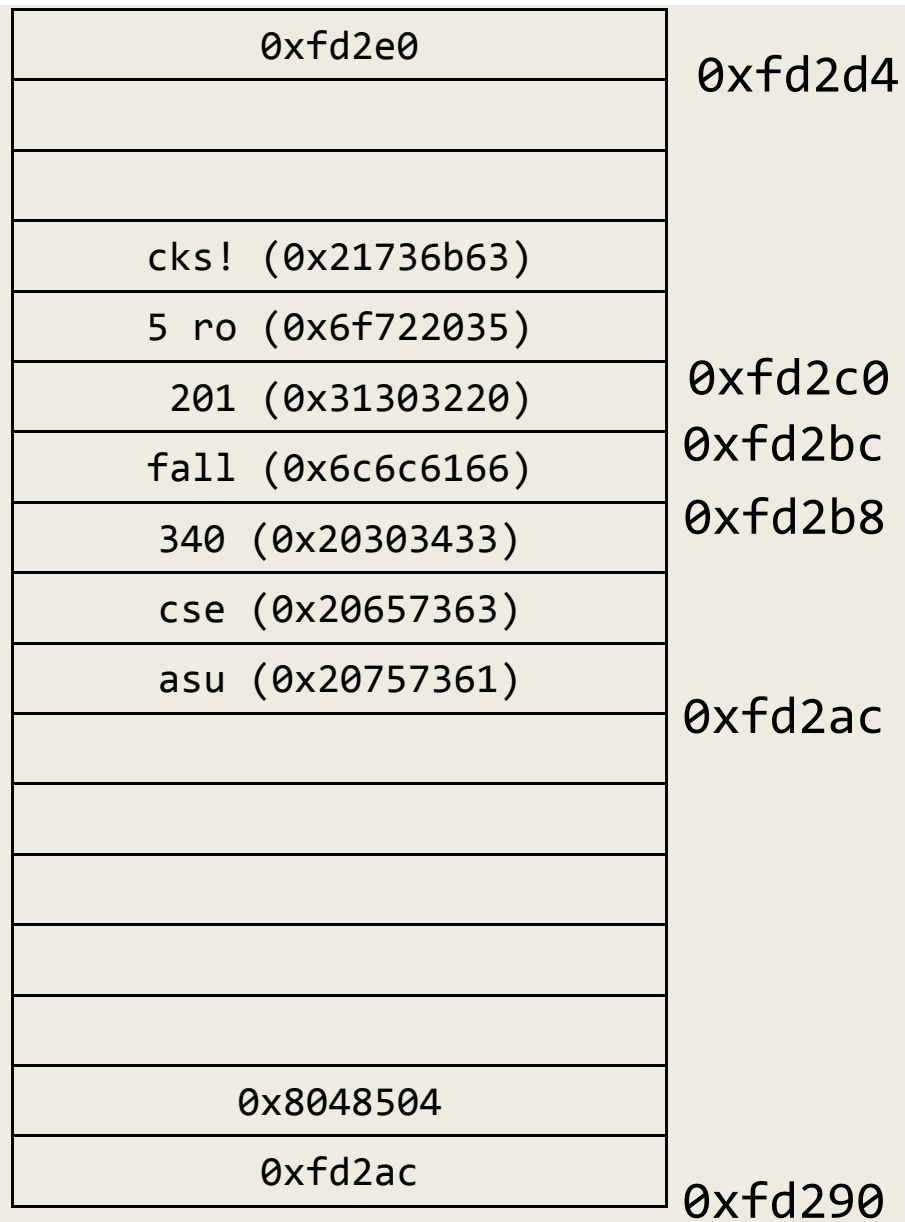 0xfd2e0
0xfd2d4
cks! (0x21736b63)
5 ro (0x6f722035)
0xfd2c0
201 (0x31303220)
0xfd2bc
fall (0x6c6c6166)
0xfd2b8
340 (0x20303433)
cse (0x20657363)
asu (0x20757361)
0xfd2ac
0x8048504
0xfd2ac
0xfd290